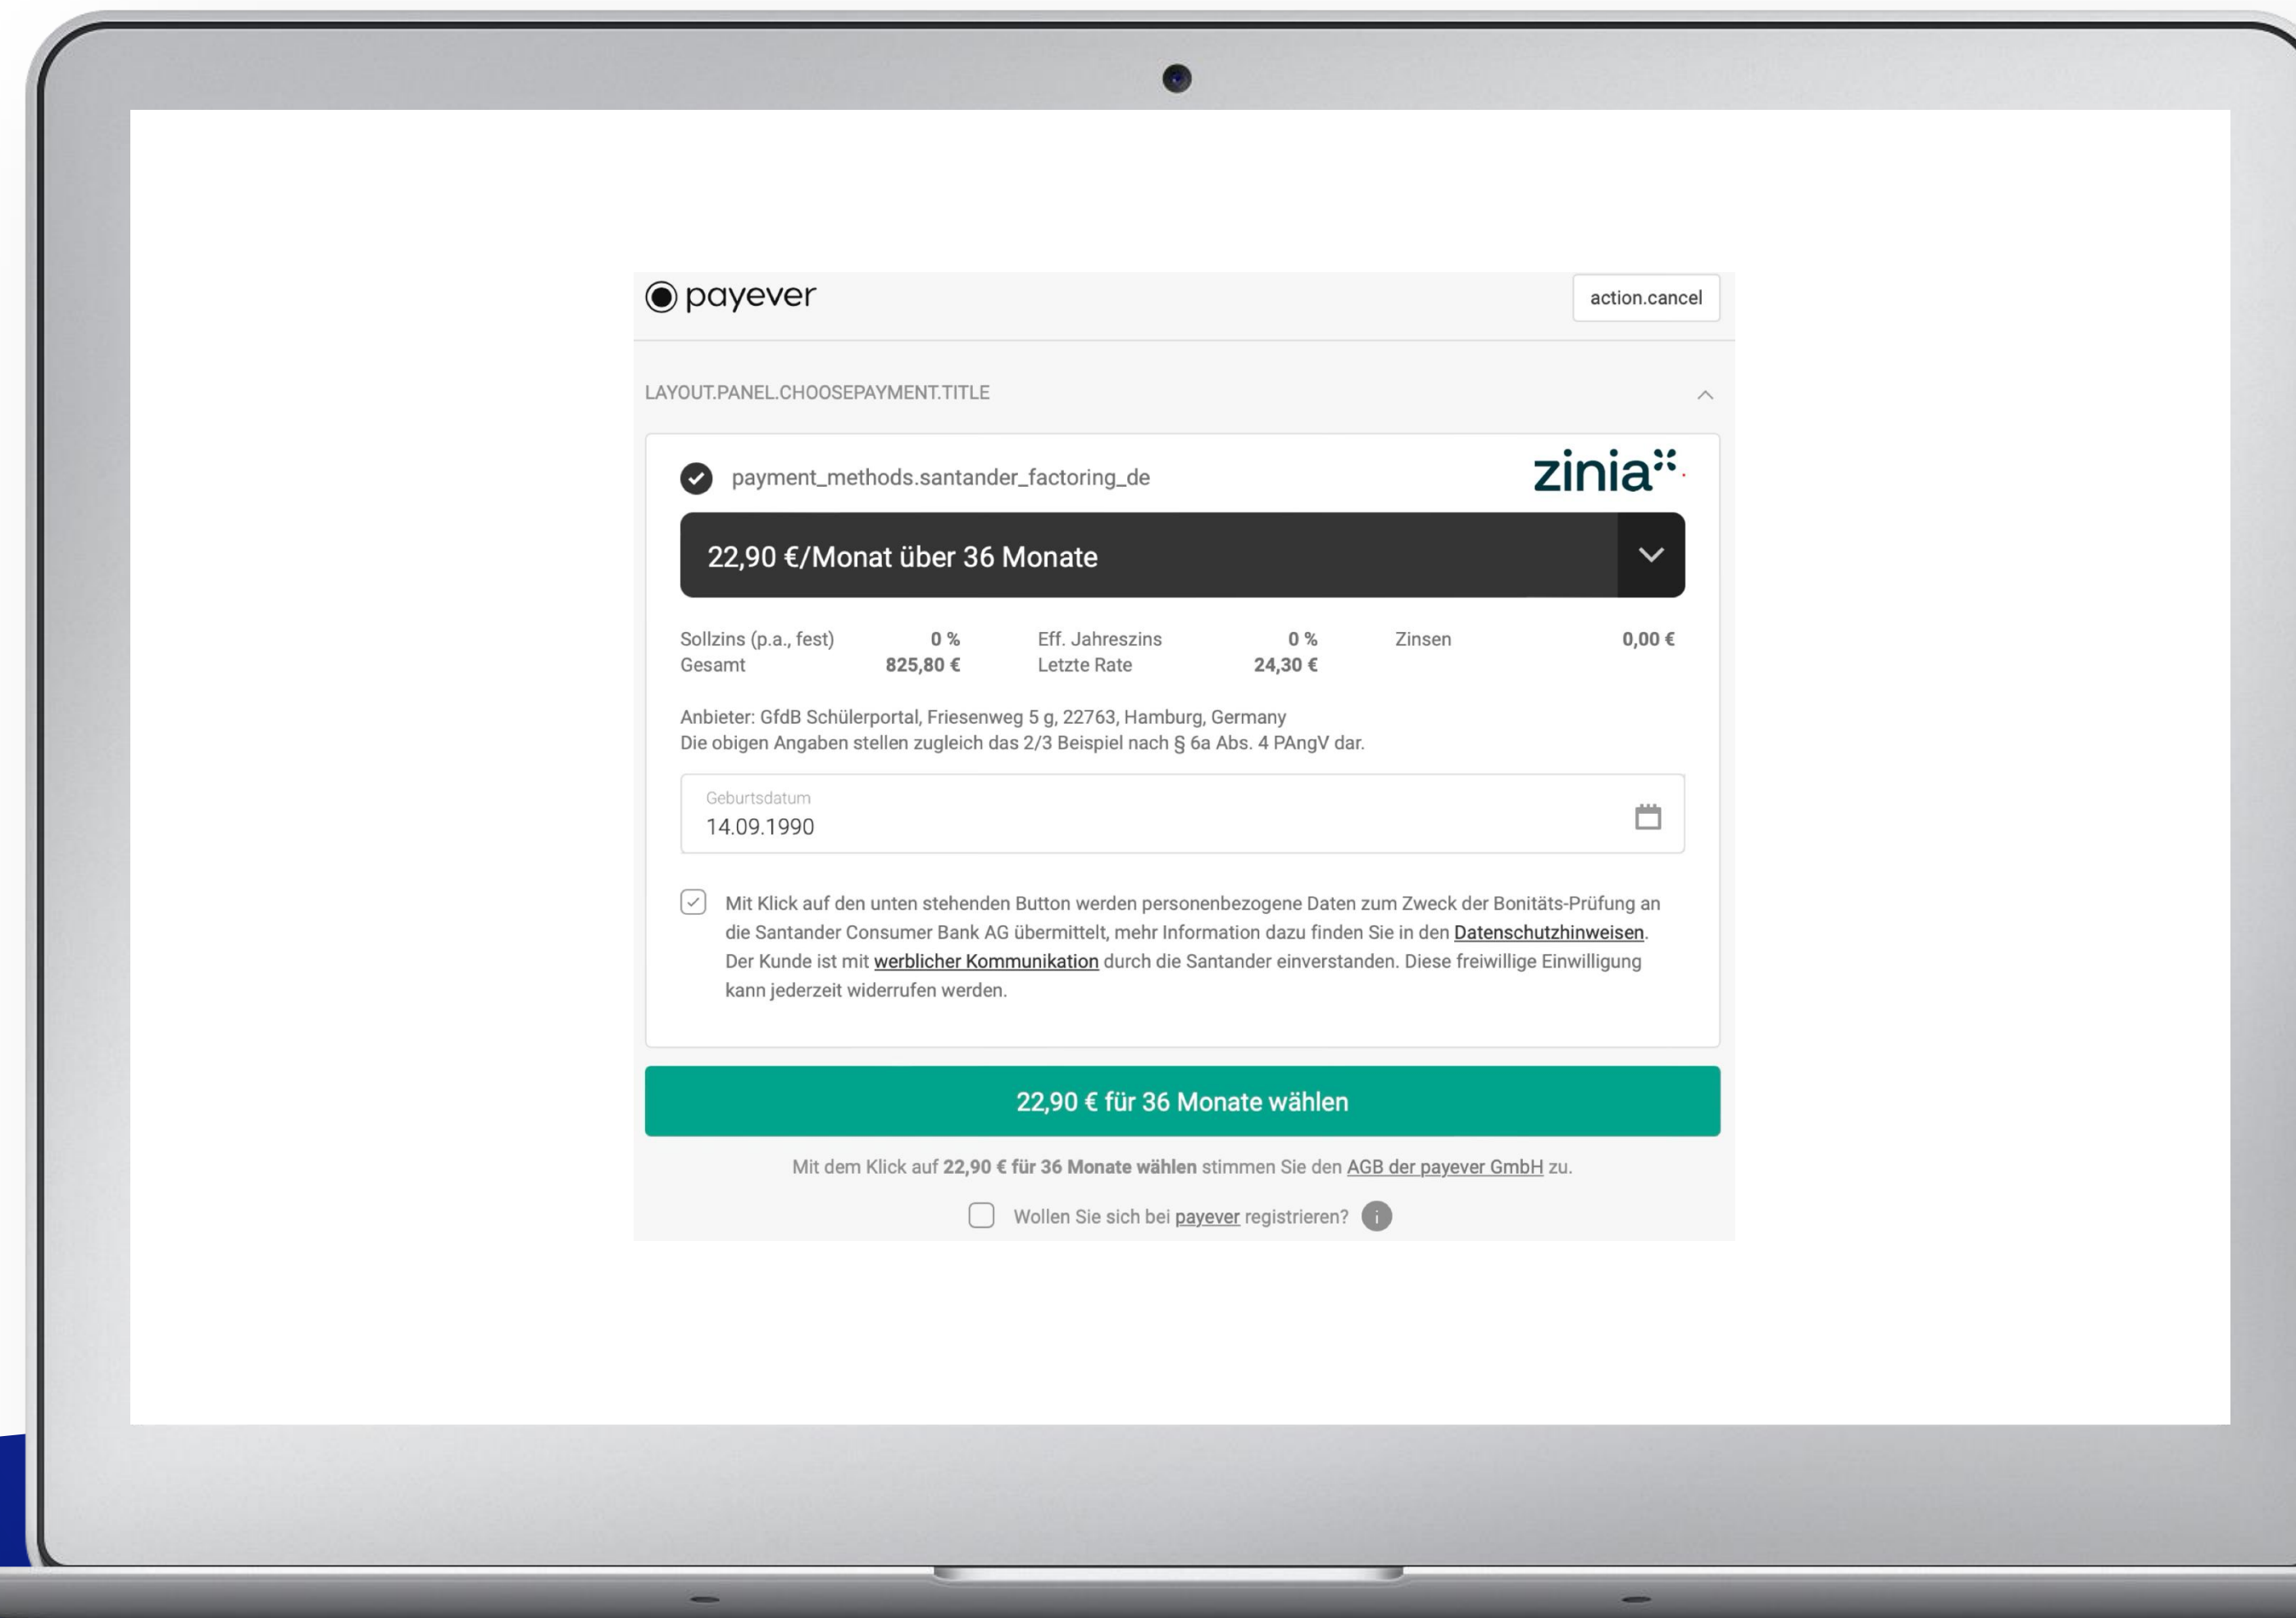 payever
action.cancel
LAYOUT.PANEL.CHOOSEPAYMENT.TITLE
payment_methods.santander_factoring_de
zinia
22,90 €/Monat über 36 Monate
Sollzins (p.a., fest) 0 % Eff. Jahreszins 0 % Zinsen 0,00 €
Gesamt 825,80 € Letzte Rate 24,30 €
Anbieter: GfdB Schülerportal, Friesenweg 5 g, 22763, Hamburg, Germany
Die obigen Angaben stellen zugleich das 2/3 Beispiel nach § 6a Abs. 4 PAngV dar.
Geburtsdatum
14.09.1990
Mit Klick auf den unten stehenden Button werden personenbezogene Daten zum Zweck der Bonitäts-Prüfung an
die Santander Consumer Bank AG übermittelt, mehr Information dazu finden Sie in den Datenschutzhinweisen.
Der Kunde ist mit werblicher Kommunikation durch die Santander einverstanden. Diese freiwillige Einwilligung
kann jederzeit widerrufen werden.
22,90 € für 36 Monate wählen
Mit dem Klick auf 22,90 € für 36 Monate wählen stimmen Sie den AGB der payever GmbH zu.
Wollen Sie sich bei payever registrieren? i